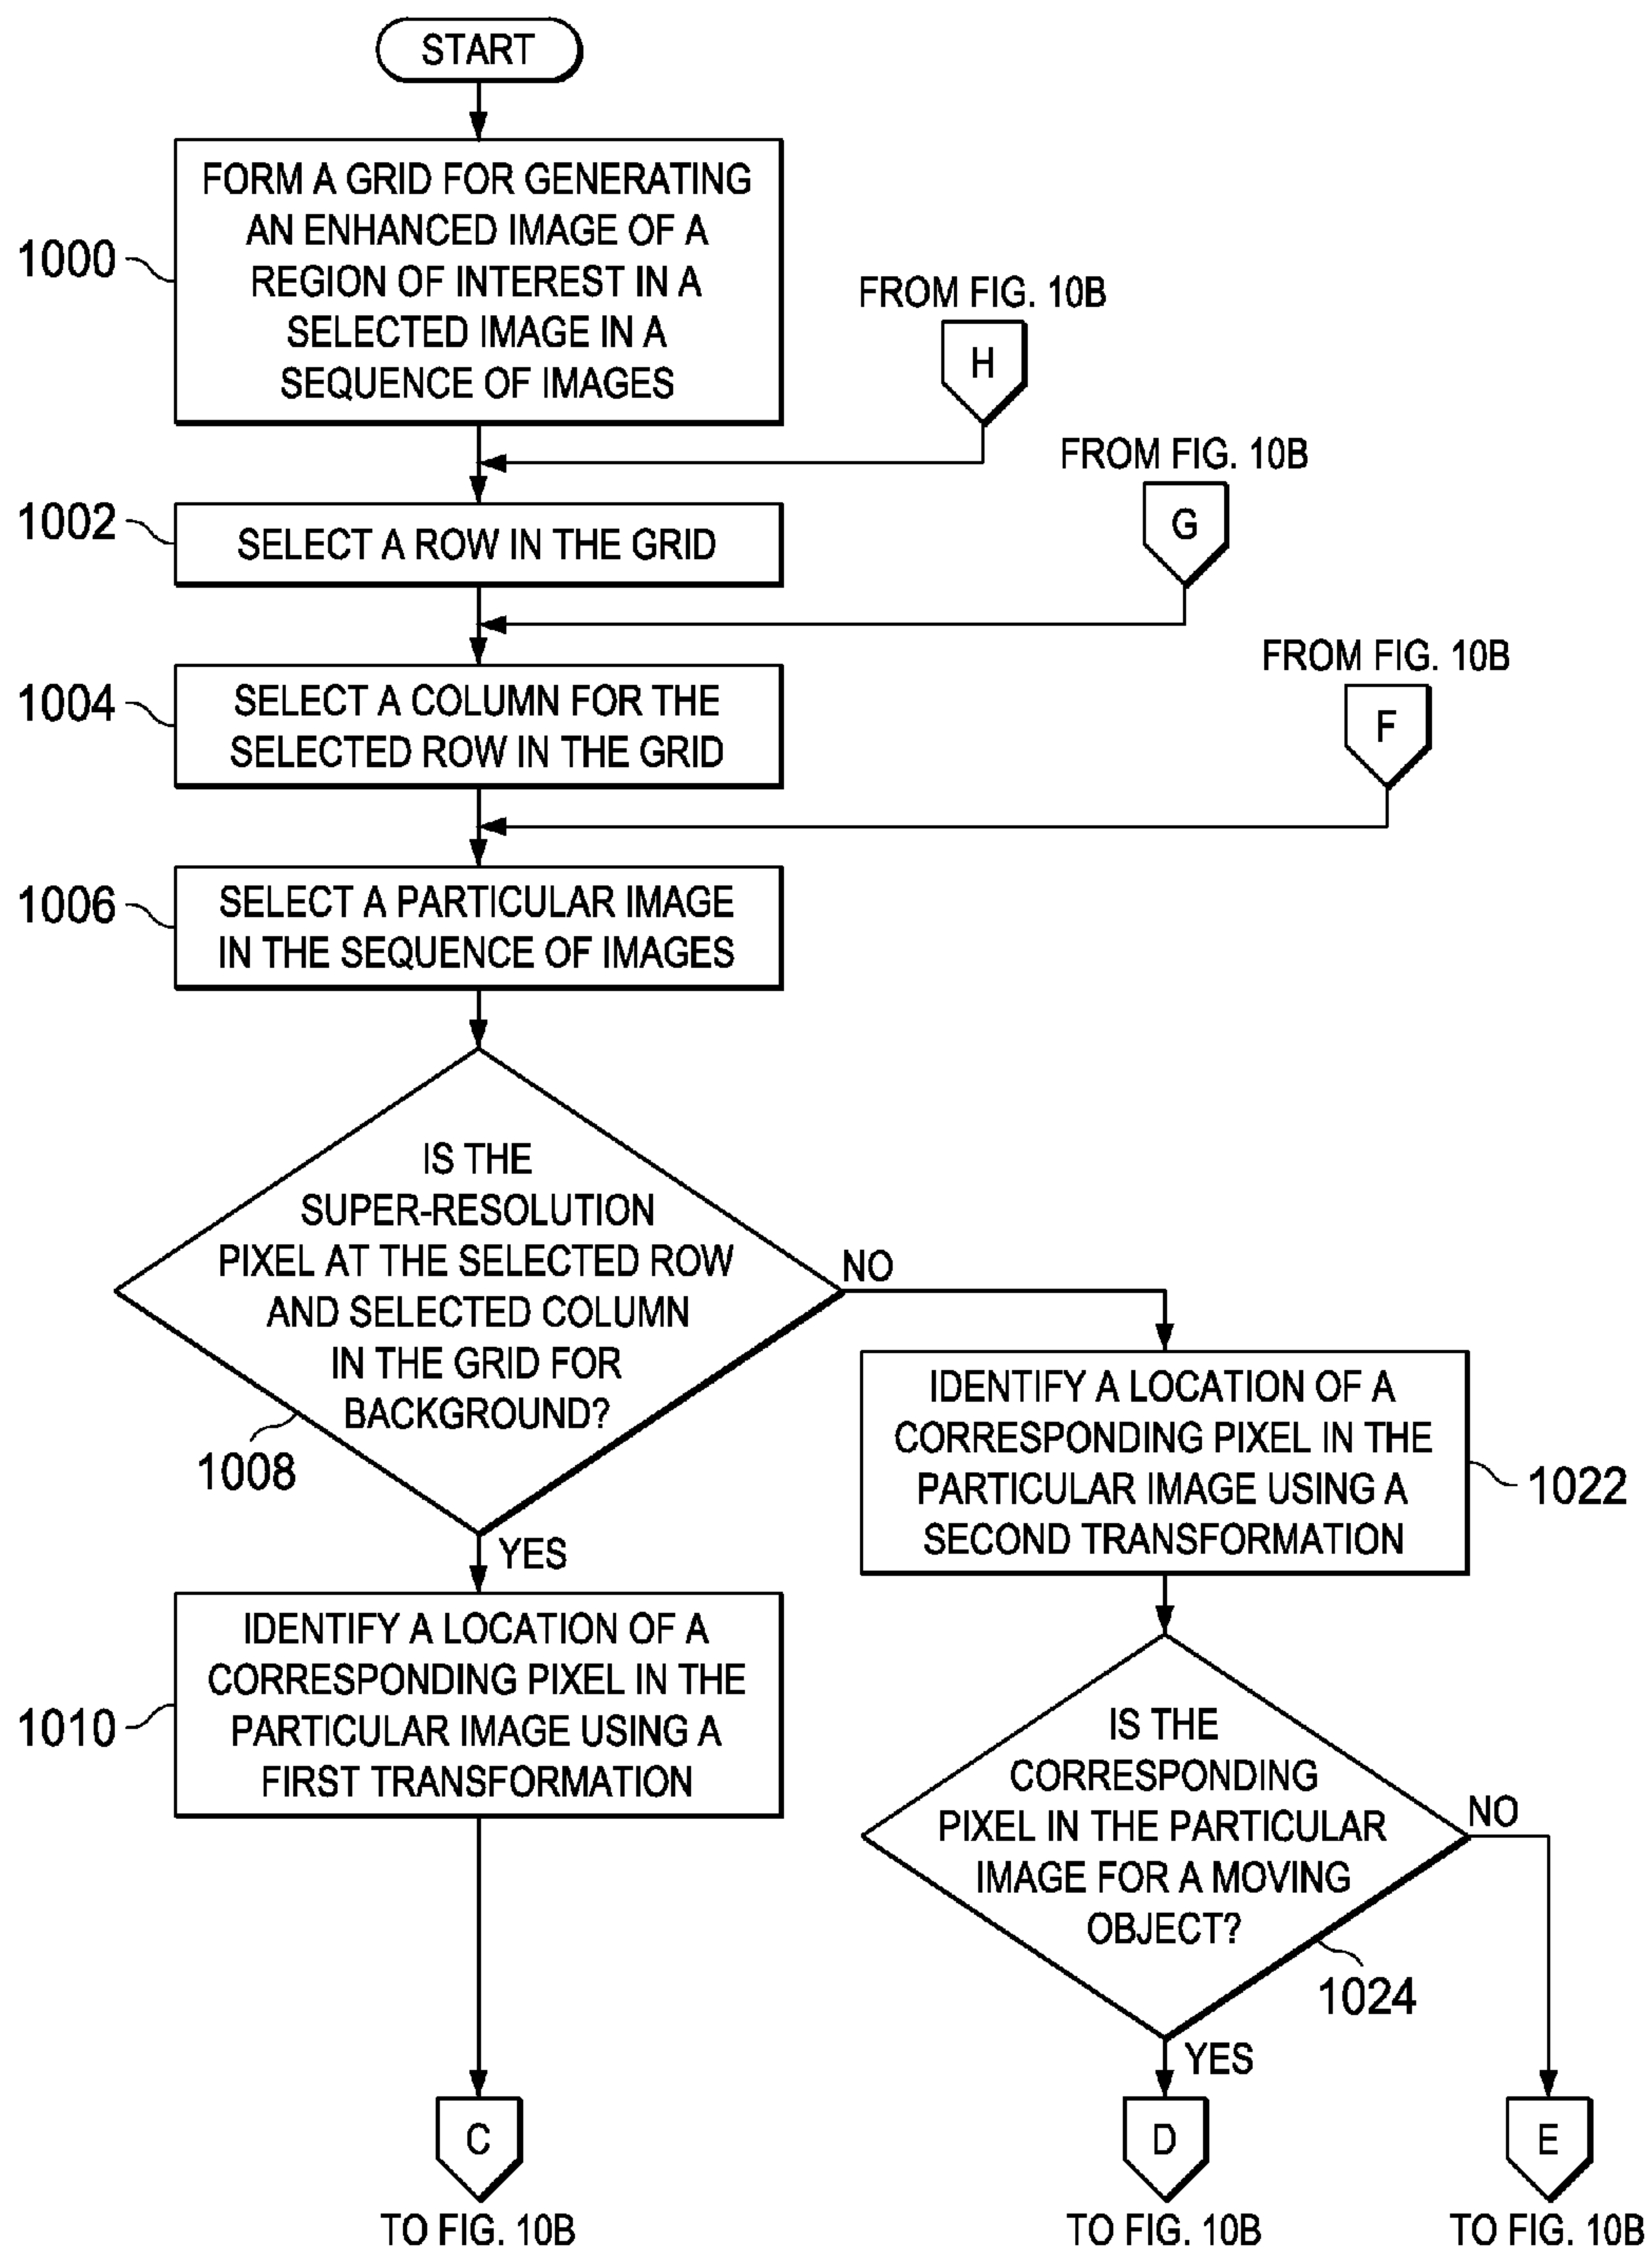 START
FORM A GRID FOR GENERATING
AN ENHANCED IMAGE OF A
REGION OF INTEREST IN A
SELECTED IMAGE IN A
SEQUENCE OF IMAGES
1000
FROM FIG. 10B
H
1002
SELECT A ROW IN THE GRID
FROM FIG. 10B
G
1004
SELECT A COLUMN FOR THE
SELECTED ROW IN THE GRID
FROM FIG. 10B
F
1006
SELECT A PARTICULAR IMAGE
IN THE SEQUENCE OF IMAGES
IS THE
SUPER-RESOLUTION
PIXEL AT THE SELECTED ROW
AND SELECTED COLUMN
IN THE GRID FOR
BACKGROUND?
1008
NO
YES
IDENTIFY A LOCATION OF A
CORRESPONDING PIXEL IN THE
PARTICULAR IMAGE USING A
SECOND TRANSFORMATION
1022
1010
IDENTIFY A LOCATION OF A
CORRESPONDING PIXEL IN THE
PARTICULAR IMAGE USING A
FIRST TRANSFORMATION
IS THE
CORRESPONDING
PIXEL IN THE PARTICULAR
IMAGE FOR A MOVING
OBJECT?
1024
NO
YES
C
TO FIG. 10B
D
TO FIG. 10B
E
TO FIG. 10B